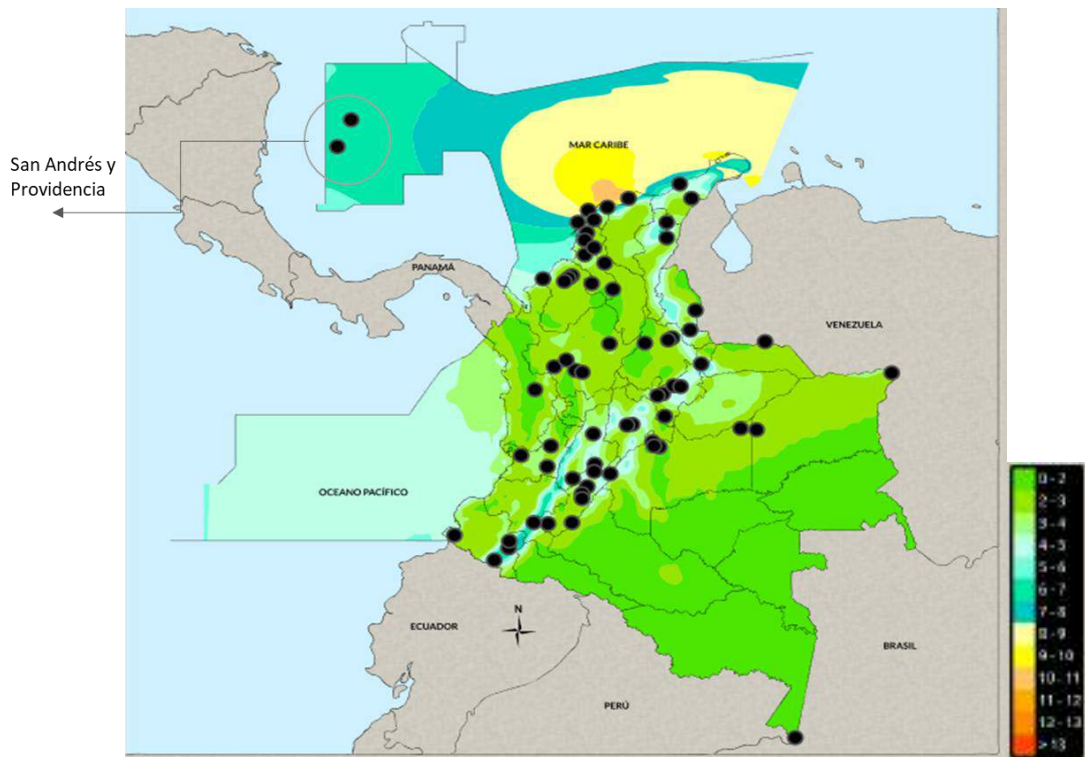 San Andrés y
Providencia
MAR CARIBE
PANAMÁ
VENEZUELA
OCEANO PACÍFICO
N
ECUADOR
PERÚ
BRASIL
0 - 2
2 - 3
3 - 4
4 - 3
5 - 6
6 - 7
7 - 8
8 - 9
9 - 10
10 - 11
11 - 12
12 - 13
> 13